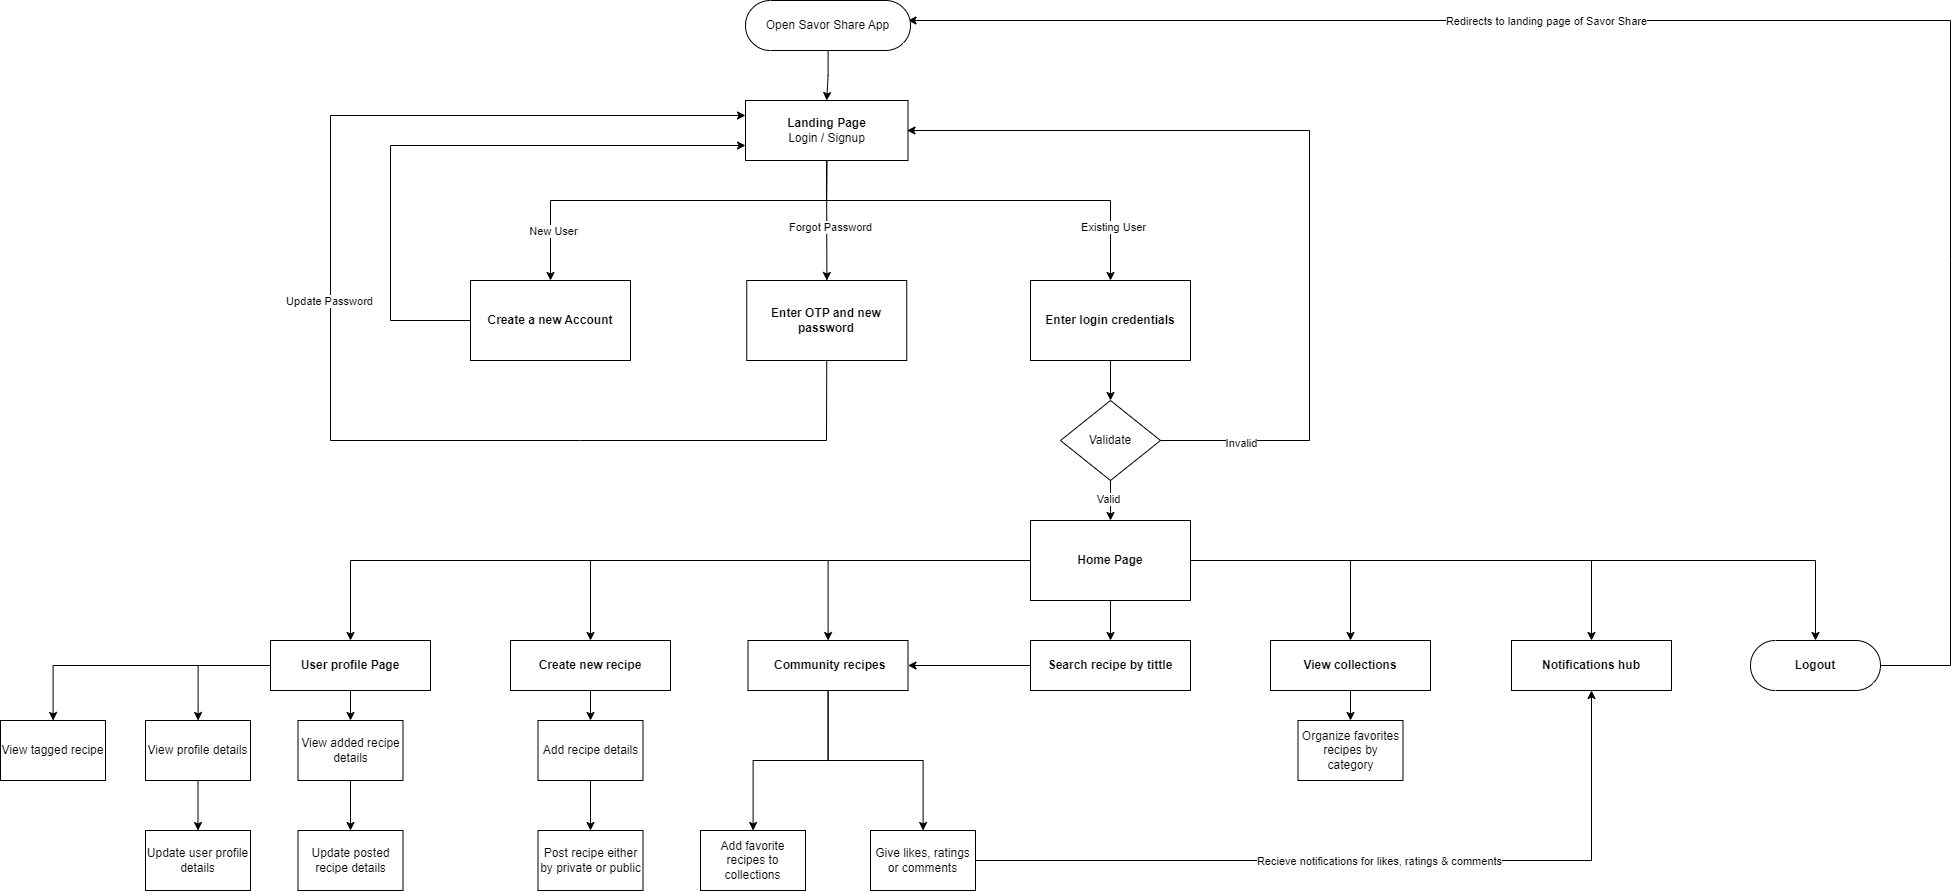 Open Savor Share App
Redirects to landing page of Savor Share
Landing Page
Login / Signup
New User
Forgot Password
Existing User
Update Password
Create a new Account
Enter OTP and new
password
Enter login credentials
Validate
Invalid
Valid
Home Page
User profile Page
Create new recipe
Community recipes
Search recipe by tittle
View collections
Notifications hub
Logout
View tagged recipe
View profile details
View added recipe
details
Add recipe details
Organize favorites
recipes by
category
Update user profile
details
Update posted
recipe details
Post recipe either
by private or public
Add favorite
recipes to
collections
Give likes, ratings
or comments
Recieve notifications for likes, ratings & comments